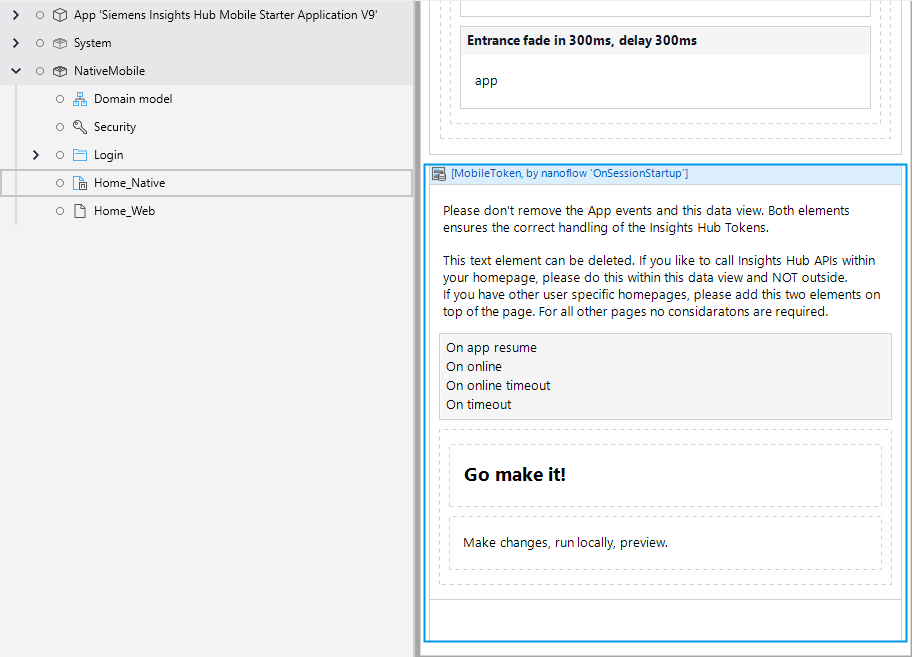 App 'Siemens Insights Hub Mobile Starter Application V9'
System
NativeMobile
Domain model
Security
Login
Home_Native
Home_Web
Entrance fade in 300ms, delay 300ms
app
[MobileToken, by nanoflow 'OnSessionStartup']
Please don't remove the App events and this data view. Both elements
ensures the correct handling of the Insights Hub Tokens.
This text element can be deleted. If you like to call Insights Hub APIs within
your homepage, please do this within this data view and NOT outside.
If you have other user specific homepages, please add this two elements on
top of the page. For all other pages no considaratons are required.
On app resume
On online
On online timeout
On timeout
Go make it!
Make changes, run locally, preview.